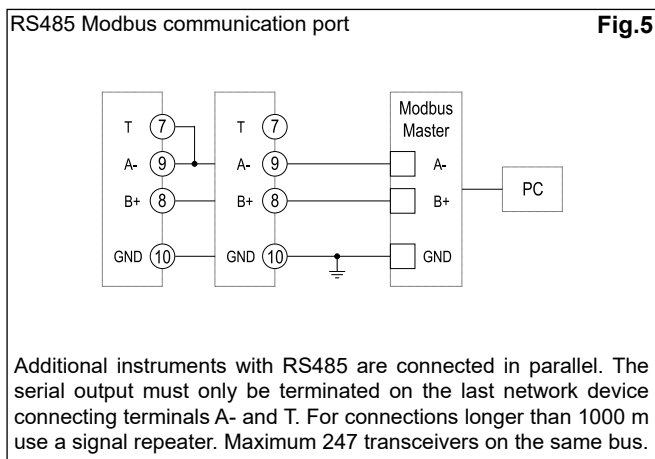 RS485 Modbus communication port Fig.5
Modbus
Master
T 7 T 7
A- 9 A- 9 A-
B+ 8 B+ 8 B+
PC
GND 10 GND 10 GND
Additional instruments with RS485 are connected in parallel. The
serial output must only be terminated on the last network device
connecting terminals A- and T. For connections longer than 1000 m
use a signal repeater. Maximum 247 transceivers on the same bus.